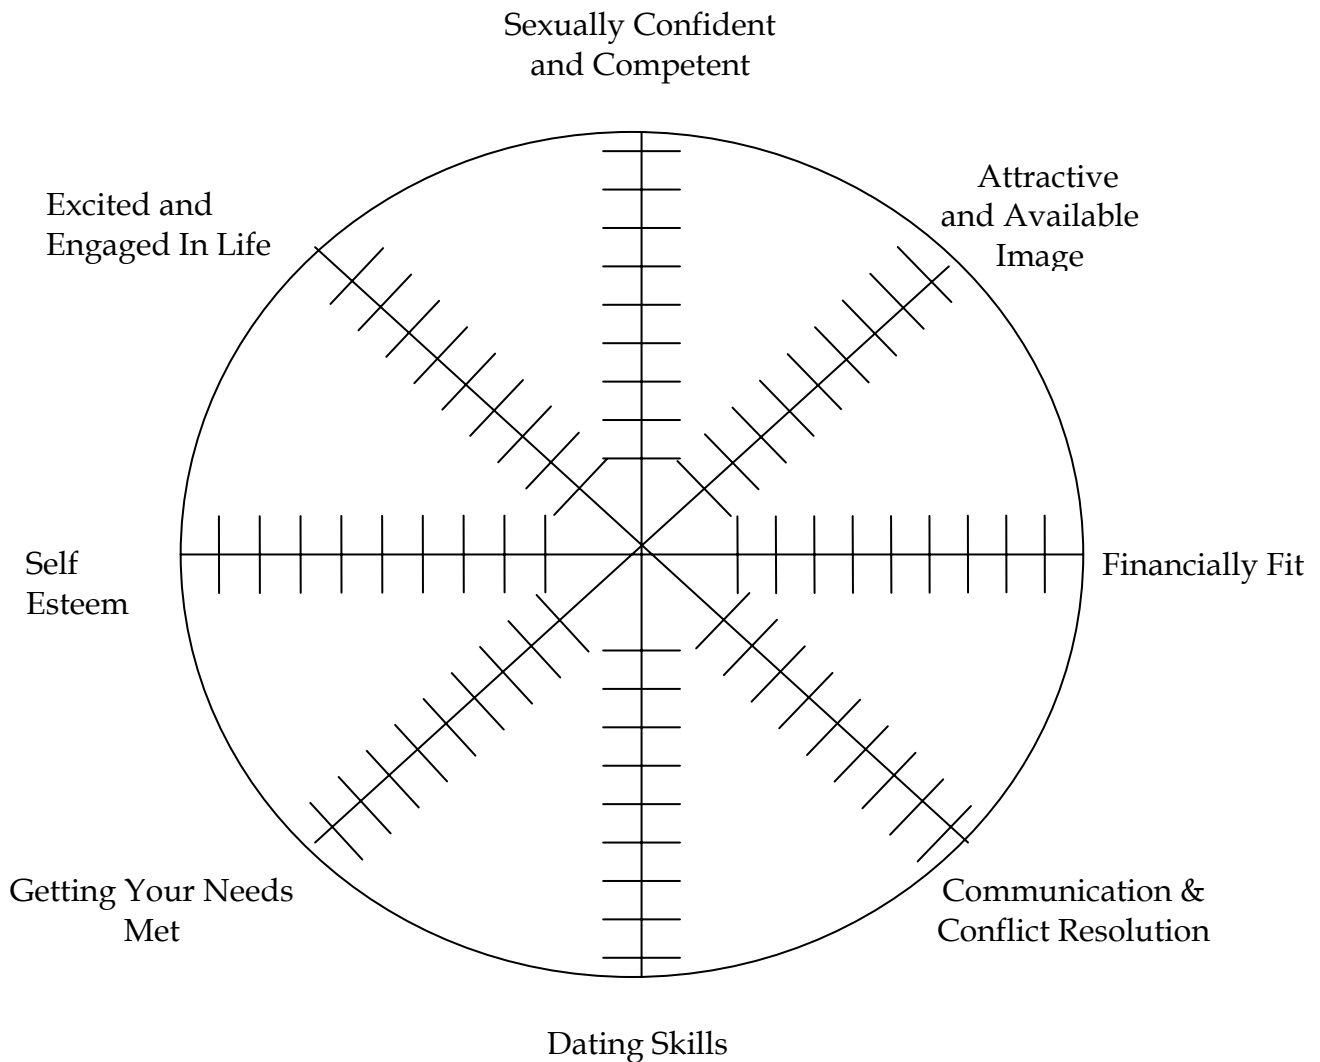 Sexually Confident
and Competent
Attractive
and Available
Image
Excited and
Engaged In Life
Self
Esteem
Financially Fit
Getting Your Needs
Met
Communication &
Conflict Resolution
Dating Skills